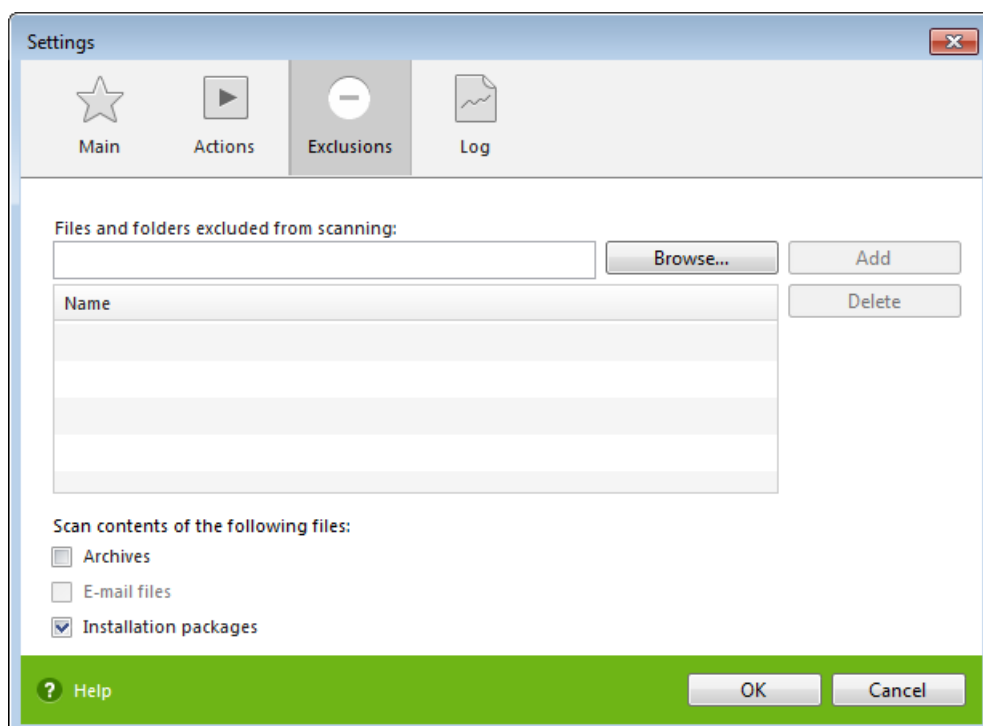 Settings
Main Actions Exclusions Log
Files and folders excluded from scanning:
Browse... Add
Name Delete
Scan contents of the following files:
Archives
E-mail files
Installation packages
? Help OK Cancel